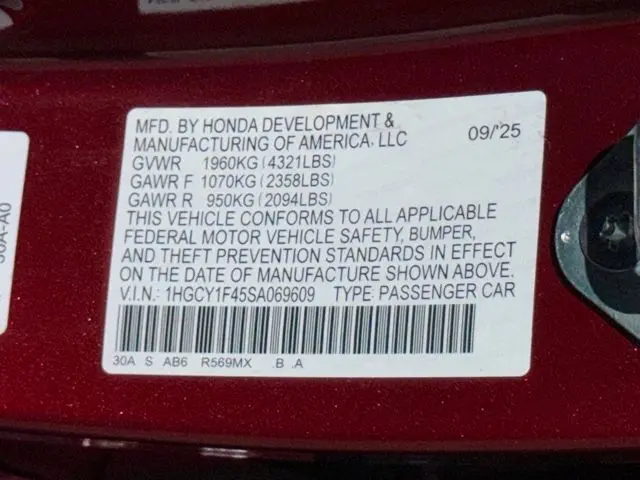 MFD. BY HONDA DEVELOPMENT &
MANUFACTURING OF AMERICA, LLC 09/'25
GVWR 1960KG (4321LBS)
GAWR F 1070KG (2358LBS)
GAWR R 950KG (2094LBS)
THIS VEHICLE CONFORMS TO ALL APPLICABLE
FEDERAL MOTOR VEHICLE SAFETY, BUMPER,
AND THEFT PREVENTION STANDARDS IN EFFECT
ON THE DATE OF MANUFACTURE SHOWN ABOVE.
V.I.N.: 1HGCY1F45SA069609 TYPE: PASSENGER CAR
30A S AB6 R569MX .B .A
30A-A0